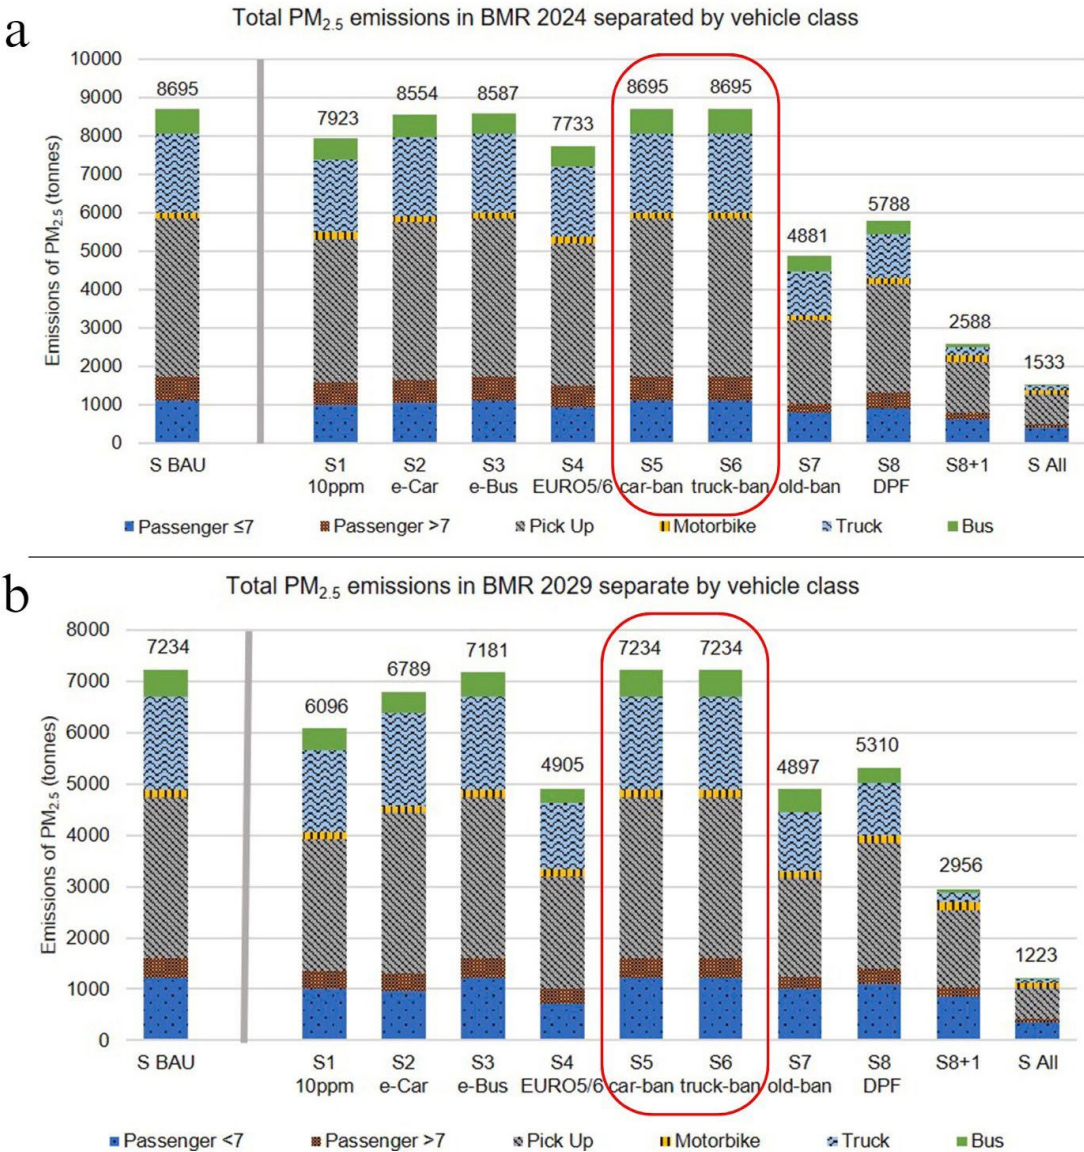 a
Total PM2.5 emissions in BMR 2024 separated by vehicle class
Emissions of PM2.5 (tonnes)
10000
9000
8000
7000
6000
5000
4000
3000
2000
1000
0
8695
7923
8554
8587
7733
8695
8695
4881
5788
2588
1533
S BAU
S1 10ppm
S2 e-Car
S3 e-Bus
S4 EURO5/6
S5 car-ban
S6 truck-ban
S7 old-ban
S8 DPF
S8+1
S All
Passenger ≤7 Passenger >7 Pick Up Motorbike Truck Bus
b
Total PM2.5 emissions in BMR 2029 separate by vehicle class
Emissions of PM2.5 (tonnes)
8000
7000
6000
5000
4000
3000
2000
1000
0
7234
6096
6789
7181
4905
7234
7234
4897
5310
2956
1223
S BAU
S1 10ppm
S2 e-Car
S3 e-Bus
S4 EURO5/6
S5 car-ban
S6 truck-ban
S7 old-ban
S8 DPF
S8+1
S All
Passenger <7 Passenger >7 Pick Up Motorbike Truck Bus